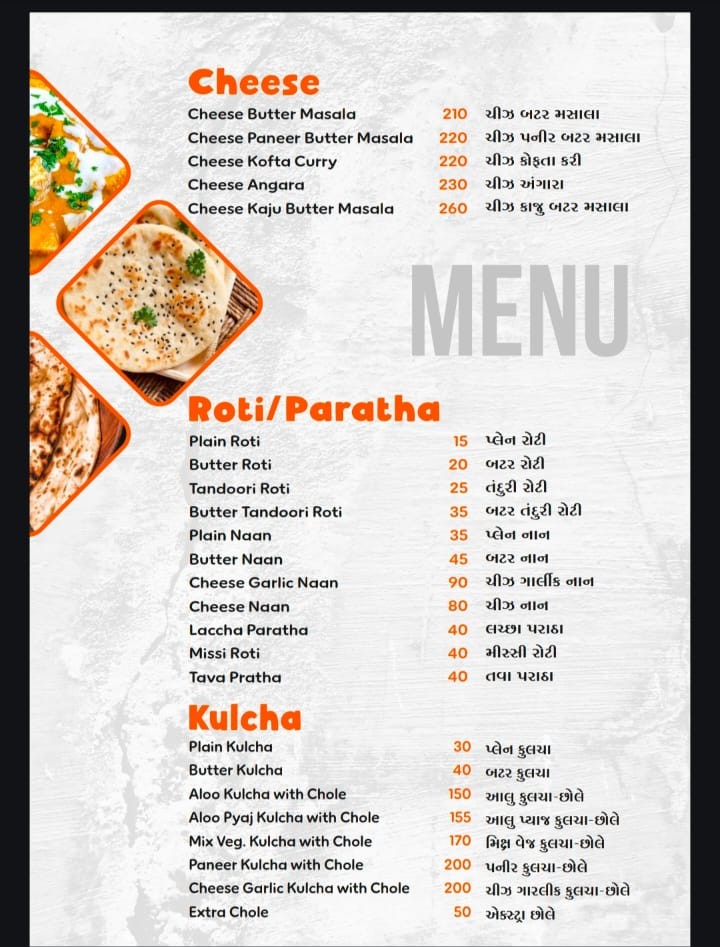 Cheese
Cheese Butter Masala 210 ચીઝ બટર મસાલા
Cheese Paneer Butter Masala 220 ચીઝ પનીર બટર મસાલા
Cheese Kofta Curry 220 ચીઝ કોફતા કરી
Cheese Angara 230 ચીઝ અંગારા
Cheese Kaju Butter Masala 260 ચીઝ કાજુ બટર મસાલા
MENU
Roti/Paratha
Plain Roti 15 પ્લેન રોટી
Butter Roti 20 બટર રોટી
Tandoori Roti 25 તંદુરી રોટી
Butter Tandoori Roti 35 બટર તંદુરી રોટી
Plain Naan 35 પ્લેન નાન
Butter Naan 45 બટર નાન
Cheese Garlic Naan 90 ચીઝ ગાર્લીક નાન
Cheese Naan 80 ચીઝ નાન
Laccha Paratha 40 લચ્છા પરાઠા
Missi Roti 40 મીસ્સી રોટી
Tava Pratha 40 તવા પરાઠા
Kulcha
Plain Kulcha 30 પ્લેન કુલચા
Butter Kulcha 40 બટર કુલચા
Aloo Kulcha with Chole 150 આલુ કુલચા-છોલે
Aloo Pyaj Kulcha with Chole 155 આલુ પ્યાજ કુલચા-છોલે
Mix Veg. Kulcha with Chole 170 મિક્ષ વેજ કુલચા-છોલે
Paneer Kulcha with Chole 200 પનીર કુલચા-છોલે
Cheese Garlic Kulcha with Chole 200 ચીઝ ગારલીક કુલચા-છોલે
Extra Chole 50 એકસ્ટ્રા છોલે